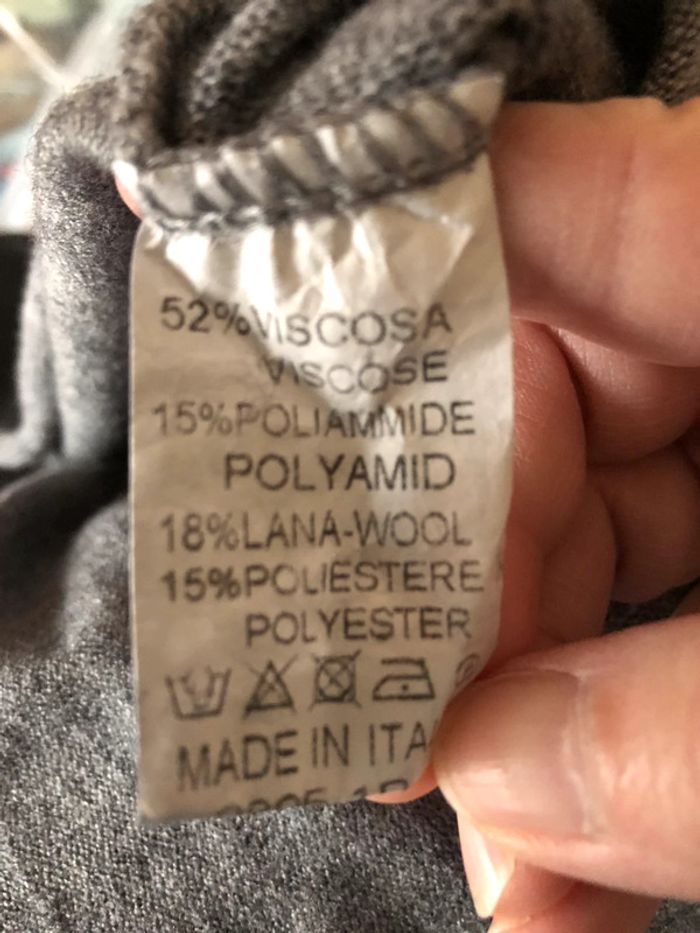 52%VISCOSA
VISCOSE
15%POLIAMMIDE
POLYAMID
18%LANA-WOOL
15%POLIESTERE
POLYESTER
MADE IN ITA